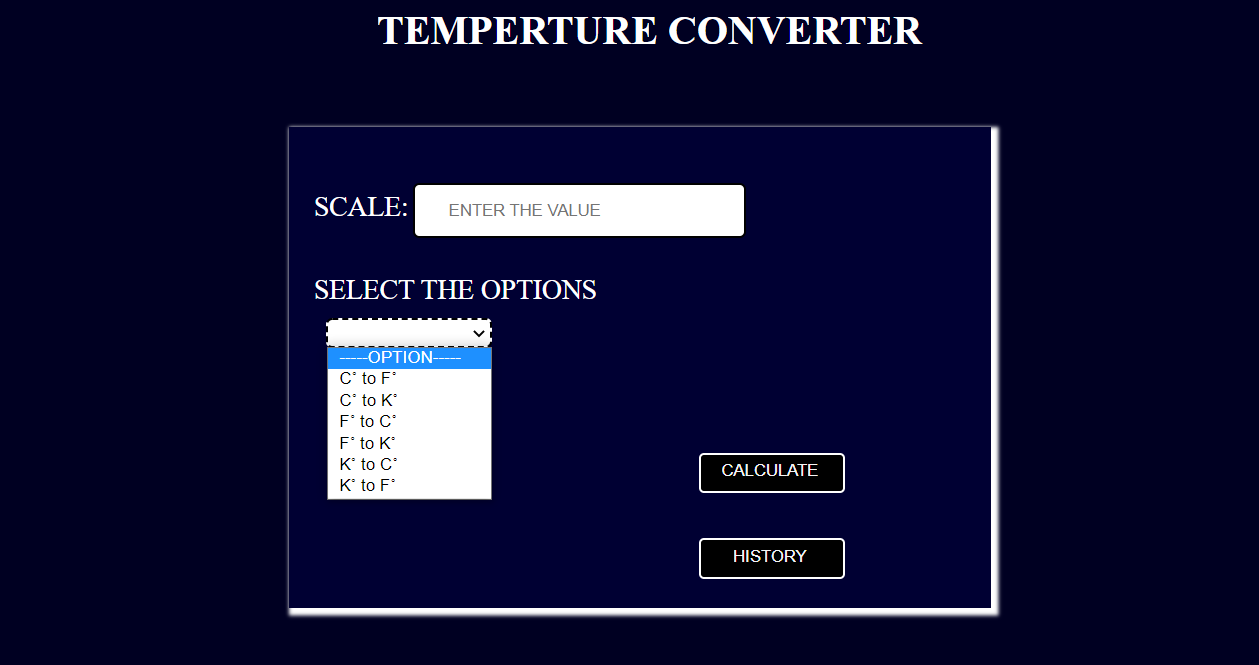 TEMPERTURE CONVERTER
SCALE: ENTER THE VALUE
SELECT THE OPTIONS
-----OPTION-----
C° to F°
C° to K°
F° to C°
F° to K°
K° to C°
K° to F°
CALCULATE
HISTORY